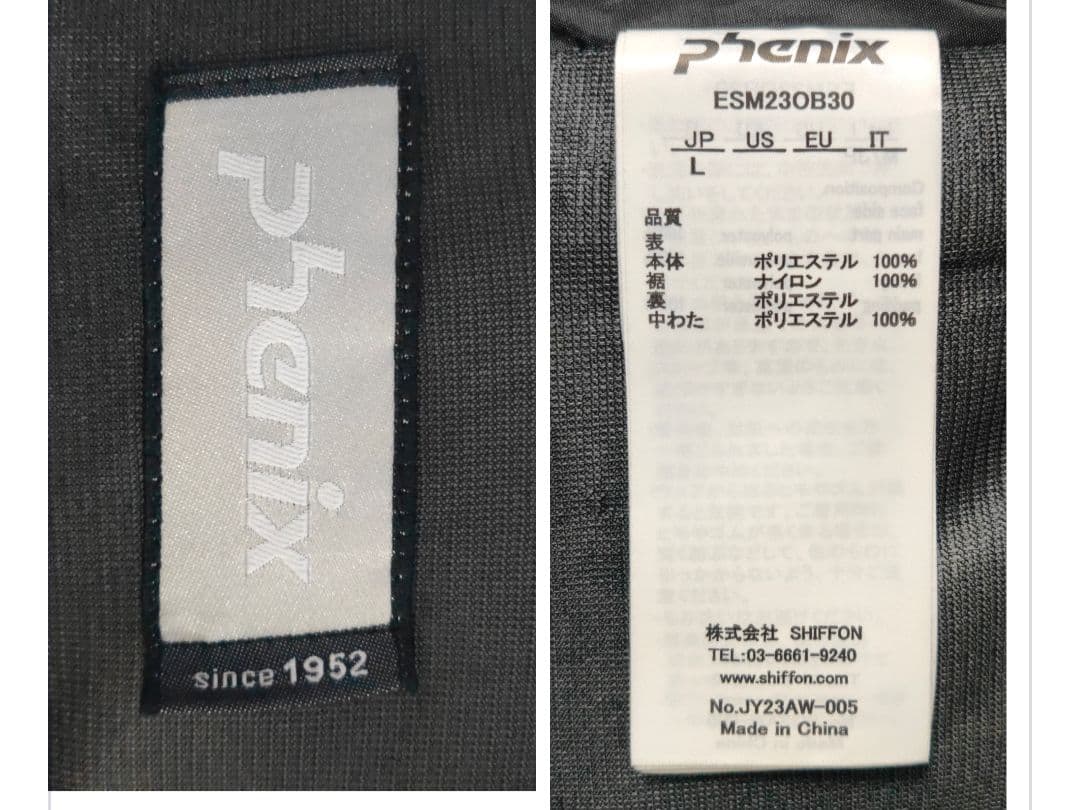 phenix
since 1952
phenix
ESM23OB30
JP US EU IT
L
品質
表
本体 ポリエステル 100%
裾 ナイロン 100%
裏 ポリエステル
中わた ポリエステル 100%
株式会社 SHIFFON
TEL:03-6661-9240
www.shiffon.com
No.JY23AW-005
Made in China